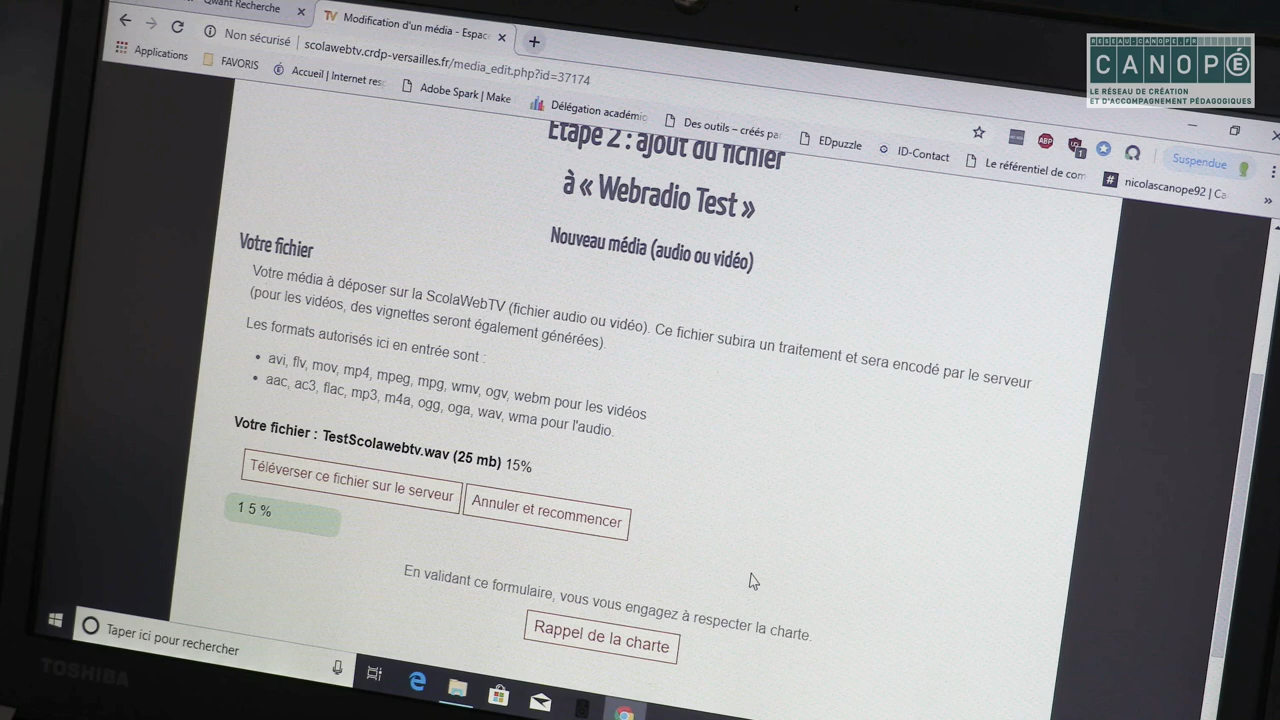 Qwant Recherche
TV Modification d'un média - Espac
RESEAU-CANOPE.FR
CANOPÉ
LE RÉSEAU DE CRÉATION
ET D'ACCOMPAGNEMENT PÉDAGOGIQUES
Non sécurisé | scolawebtv.crdp-versailles.fr/media_edit.php?id=37174
ABP
1
Suspendue
Applications
FAVORIS
Accueil | Internet res
Adobe Spark | Make
Délégation académic
Des outils – créés pa
EDpuzzle
ID-Contact
Le référentiel de com
# nicolascanope92 | Ca
»
Etape 2 : ajout du fichier
à « Webradio Test »
Nouveau média (audio ou vidéo)
Votre fichier
Votre média à déposer sur la ScolaWebTV (fichier audio ou vidéo). Ce fichier subira un traitement et sera encodé par le serveur
(pour les vidéos, des vignettes seront également générées).
Les formats autorisés ici en entrée sont :
• avi, flv, mov, mp4, mpeg, mpg, wmv, ogv, webm pour les vidéos
• aac, ac3, flac, mp3, m4a, ogg, oga, wav, wma pour l'audio.
Votre fichier : TestScolawebtv.wav (25 mb) 15%
Téléverser ce fichier sur le serveur
Annuler et recommencer
15%
En validant ce formulaire, vous vous engagez à respecter la charte.
Rappel de la charte
Taper ici pour rechercher
TOSHIBA